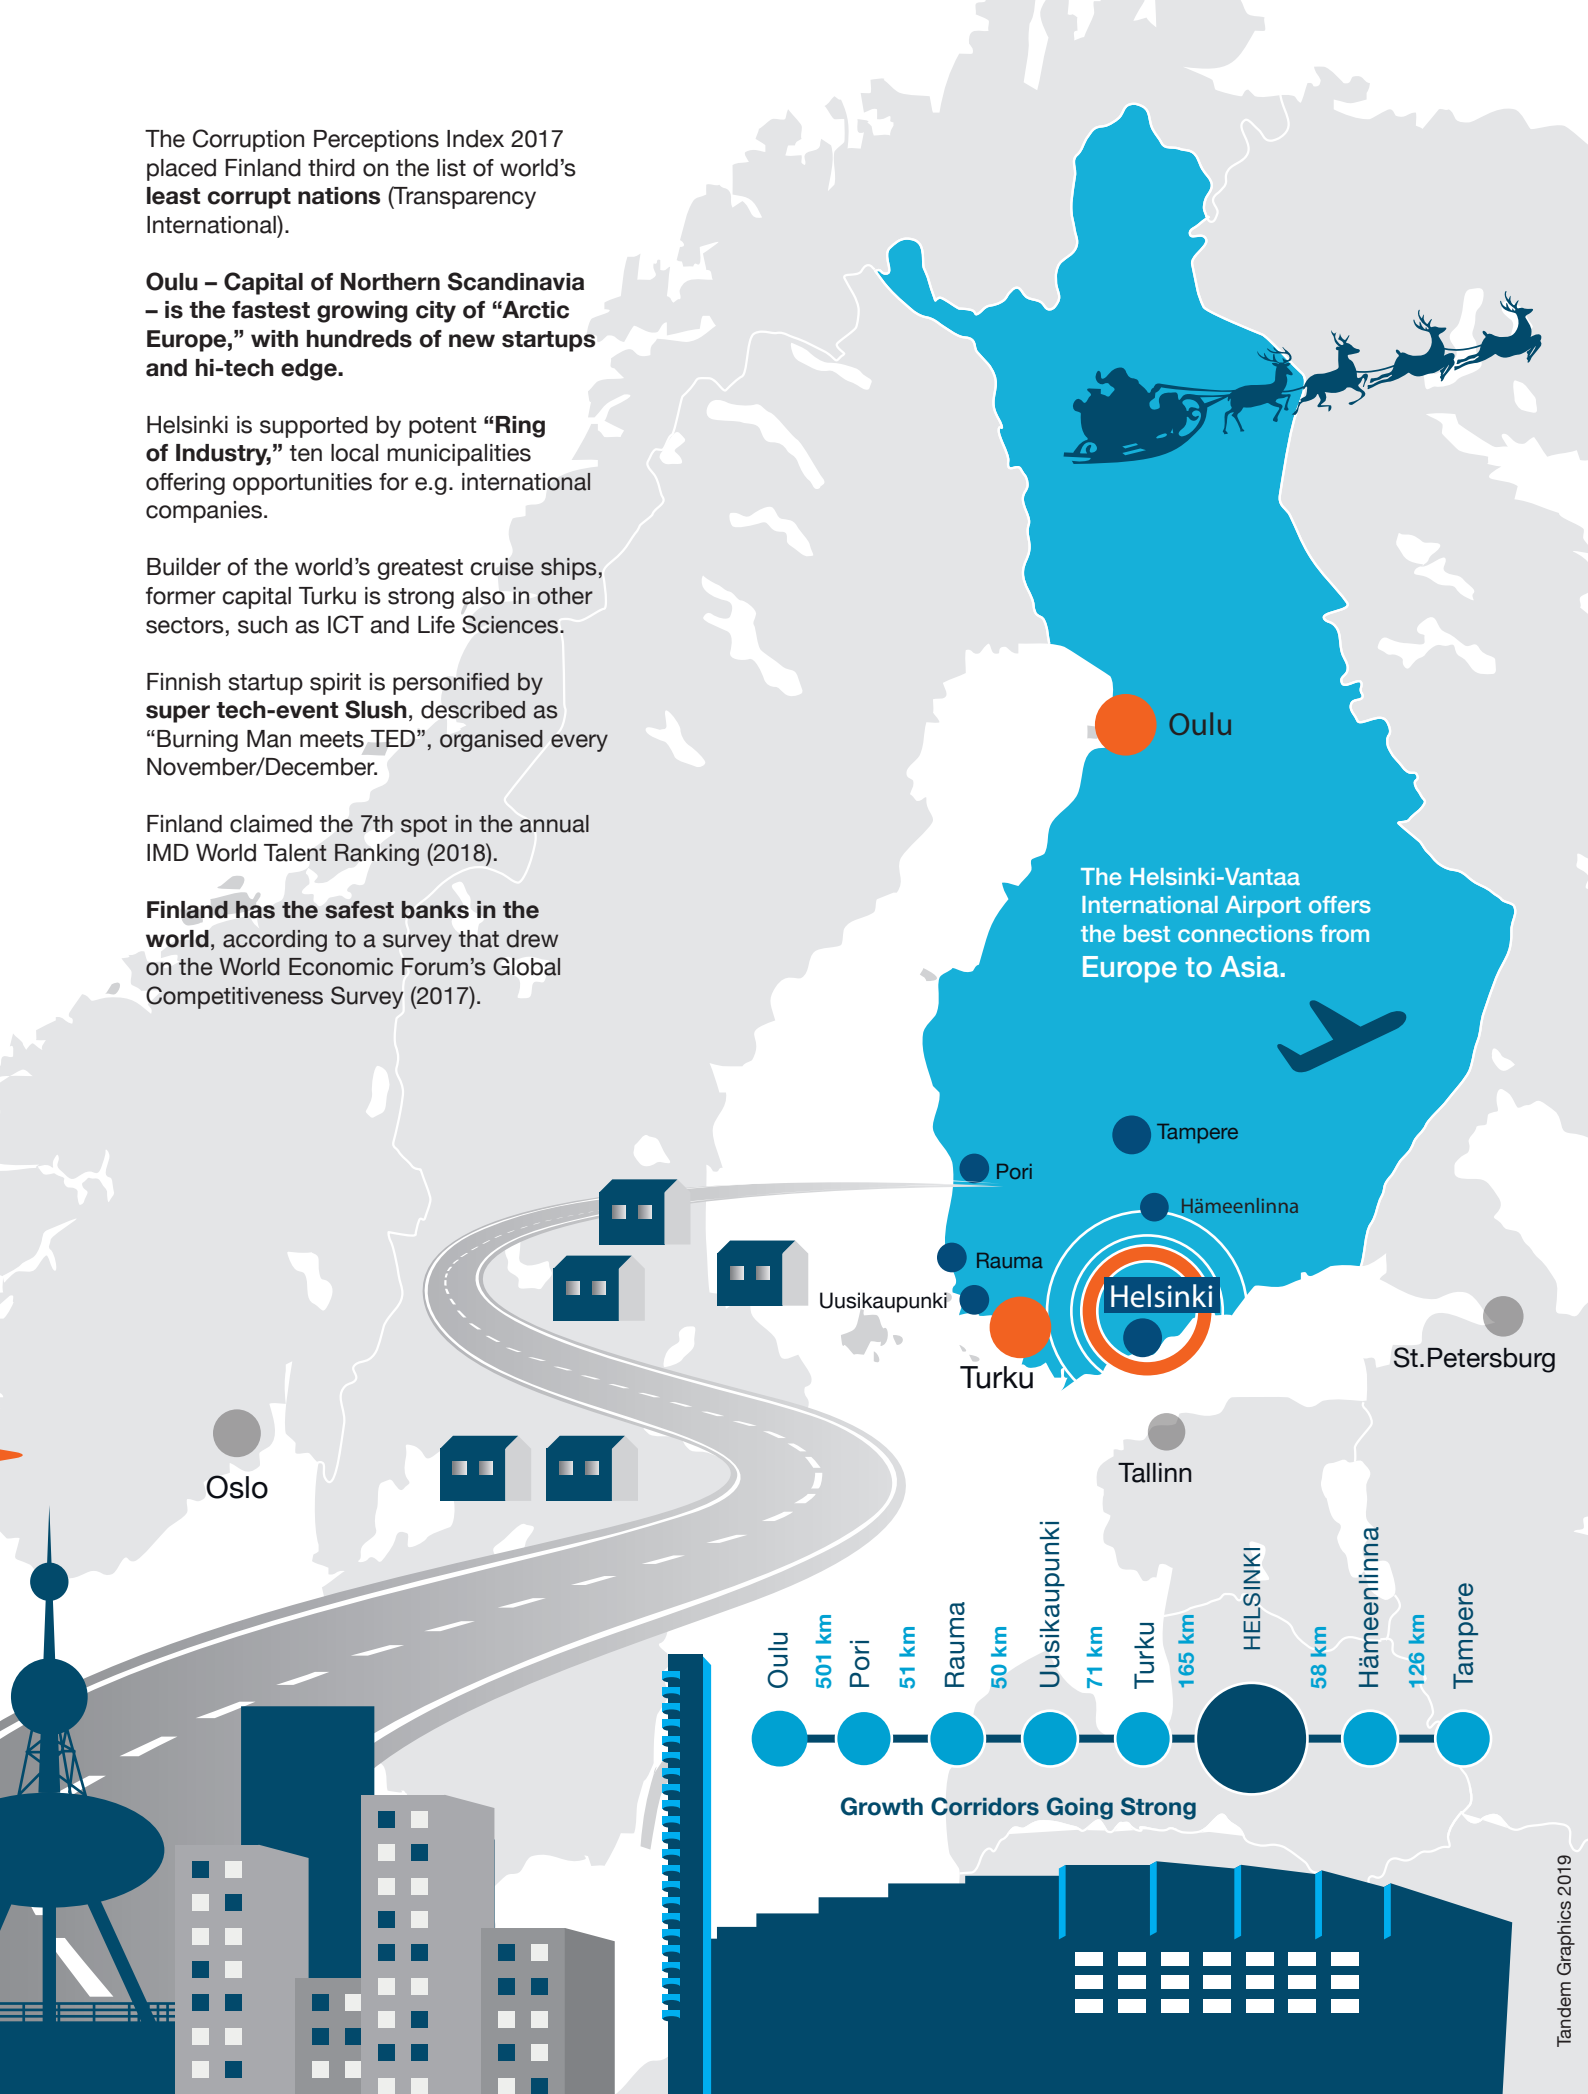 The Corruption Perceptions Index 2017
placed Finland third on the list of world’s
least corrupt nations (Transparency
International).
Oulu – Capital of Northern Scandinavia
– is the fastest growing city of “Arctic
Europe,” with hundreds of new startups
and hi-tech edge.
Helsinki is supported by potent “Ring
of Industry,” ten local municipalities
offering opportunities for e.g. international
companies.
Builder of the world’s greatest cruise ships,
former capital Turku is strong also in other
sectors, such as ICT and Life Sciences.
Finnish startup spirit is personified by
super tech-event Slush, described as
“Burning Man meets TED”, organised every
November/December.
Finland claimed the 7th spot in the annual
IMD World Talent Ranking (2018).
Finland has the safest banks in the
world, according to a survey that drew
on the World Economic Forum’s Global
Competitiveness Survey (2017).
Oulu
The Helsinki-Vantaa
International Airport offers
the best connections from
Europe to Asia.
Tampere
Pori
Hämeenlinna
Rauma
Helsinki
Uusikaupunki
St.Petersburg
Turku
Tallinn
Oslo
Oulu
501 km
Pori
51 km
Rauma
50 km
Uusikaupunki
71 km
Turku
165 km
HELSINKI
58 km
Hämeenlinna
126 km
Tampere
Growth Corridors Going Strong
Tandem Graphics 2019